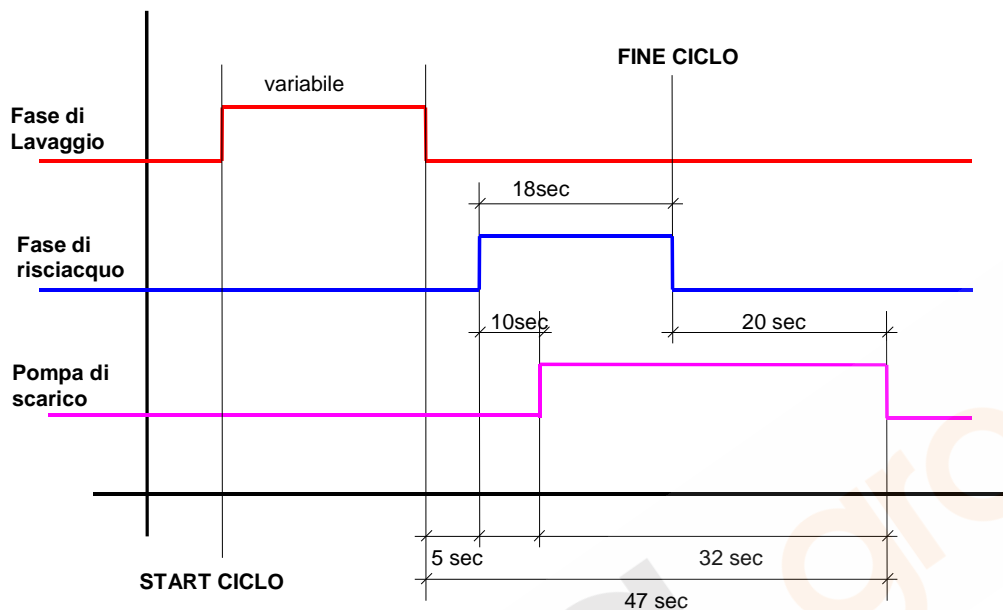 FINE CICLO
variabile
Fase di
Lavaggio
18sec
Fase di
risciacquo
10sec
20 sec
Pompa di
scarico
5 sec
32 sec
START CICLO
47 sec